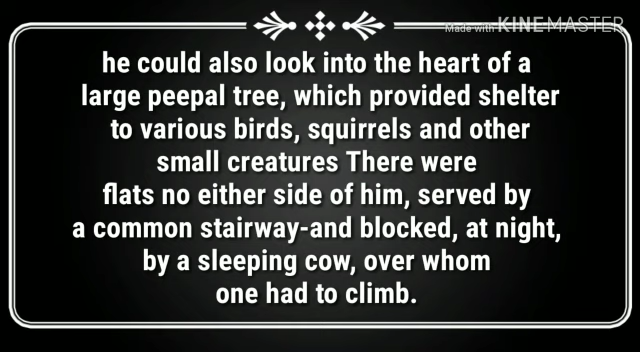 Made with KINEMASTER
he could also look into the heart of a
large peepal tree, which provided shelter
to various birds, squirrels and other
small creatures There were
flats no either side of him, served by
a common stairway-and blocked, at night,
by a sleeping cow, over whom
one had to climb.